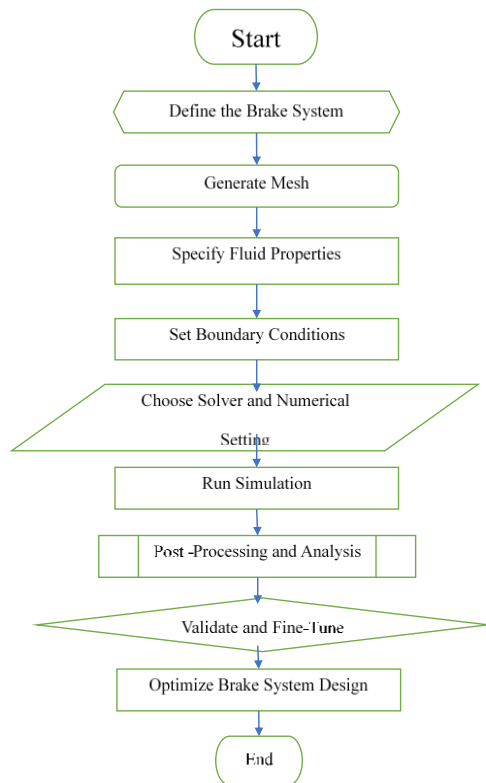 Start
Define the Brake System
Generate Mesh
Specify Fluid Properties
Set Boundary Conditions
Choose Solver and Numerical
Setting
Run Simulation
Post -Processing and Analysis
Validate and Fine-Tune
Optimize Brake System Design
End